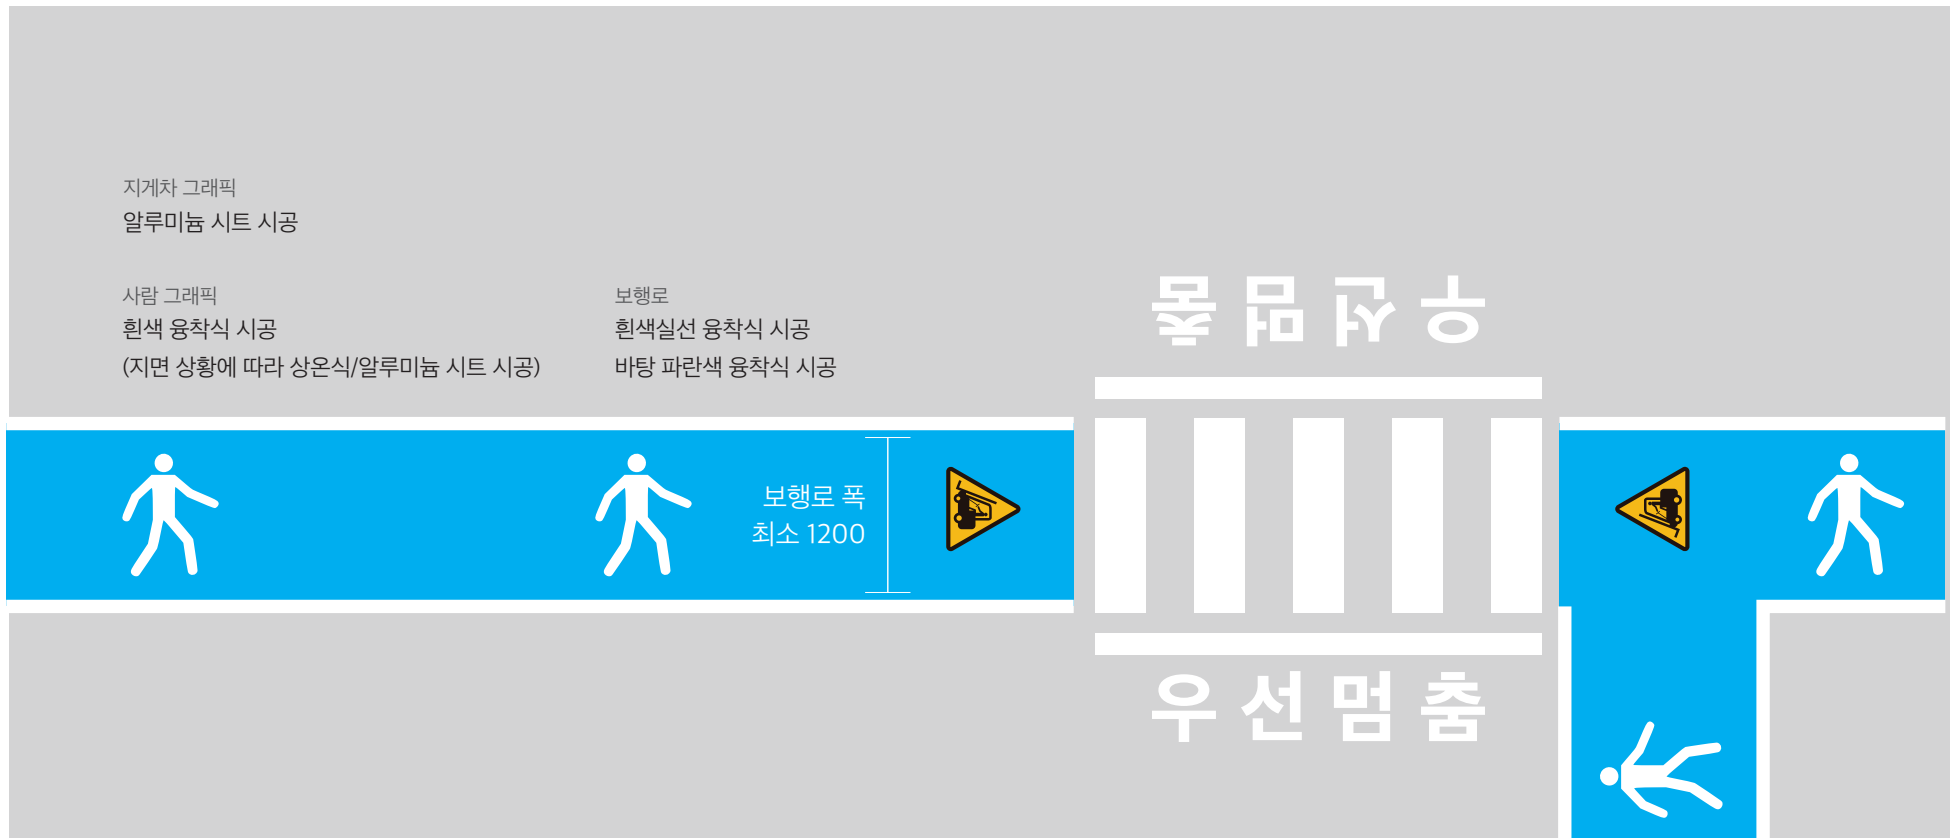 지게차 그래픽
알루미늄 시트 시공
사람 그래픽
흰색 융착식 시공
(지면 상황에 따라 상온식/알루미늄 시트 시공)
보행로
흰색실선 융착식 시공
바탕 파란색 융착식 시공
우선멈춤
보행로 폭
최소 1200
우선멈춤